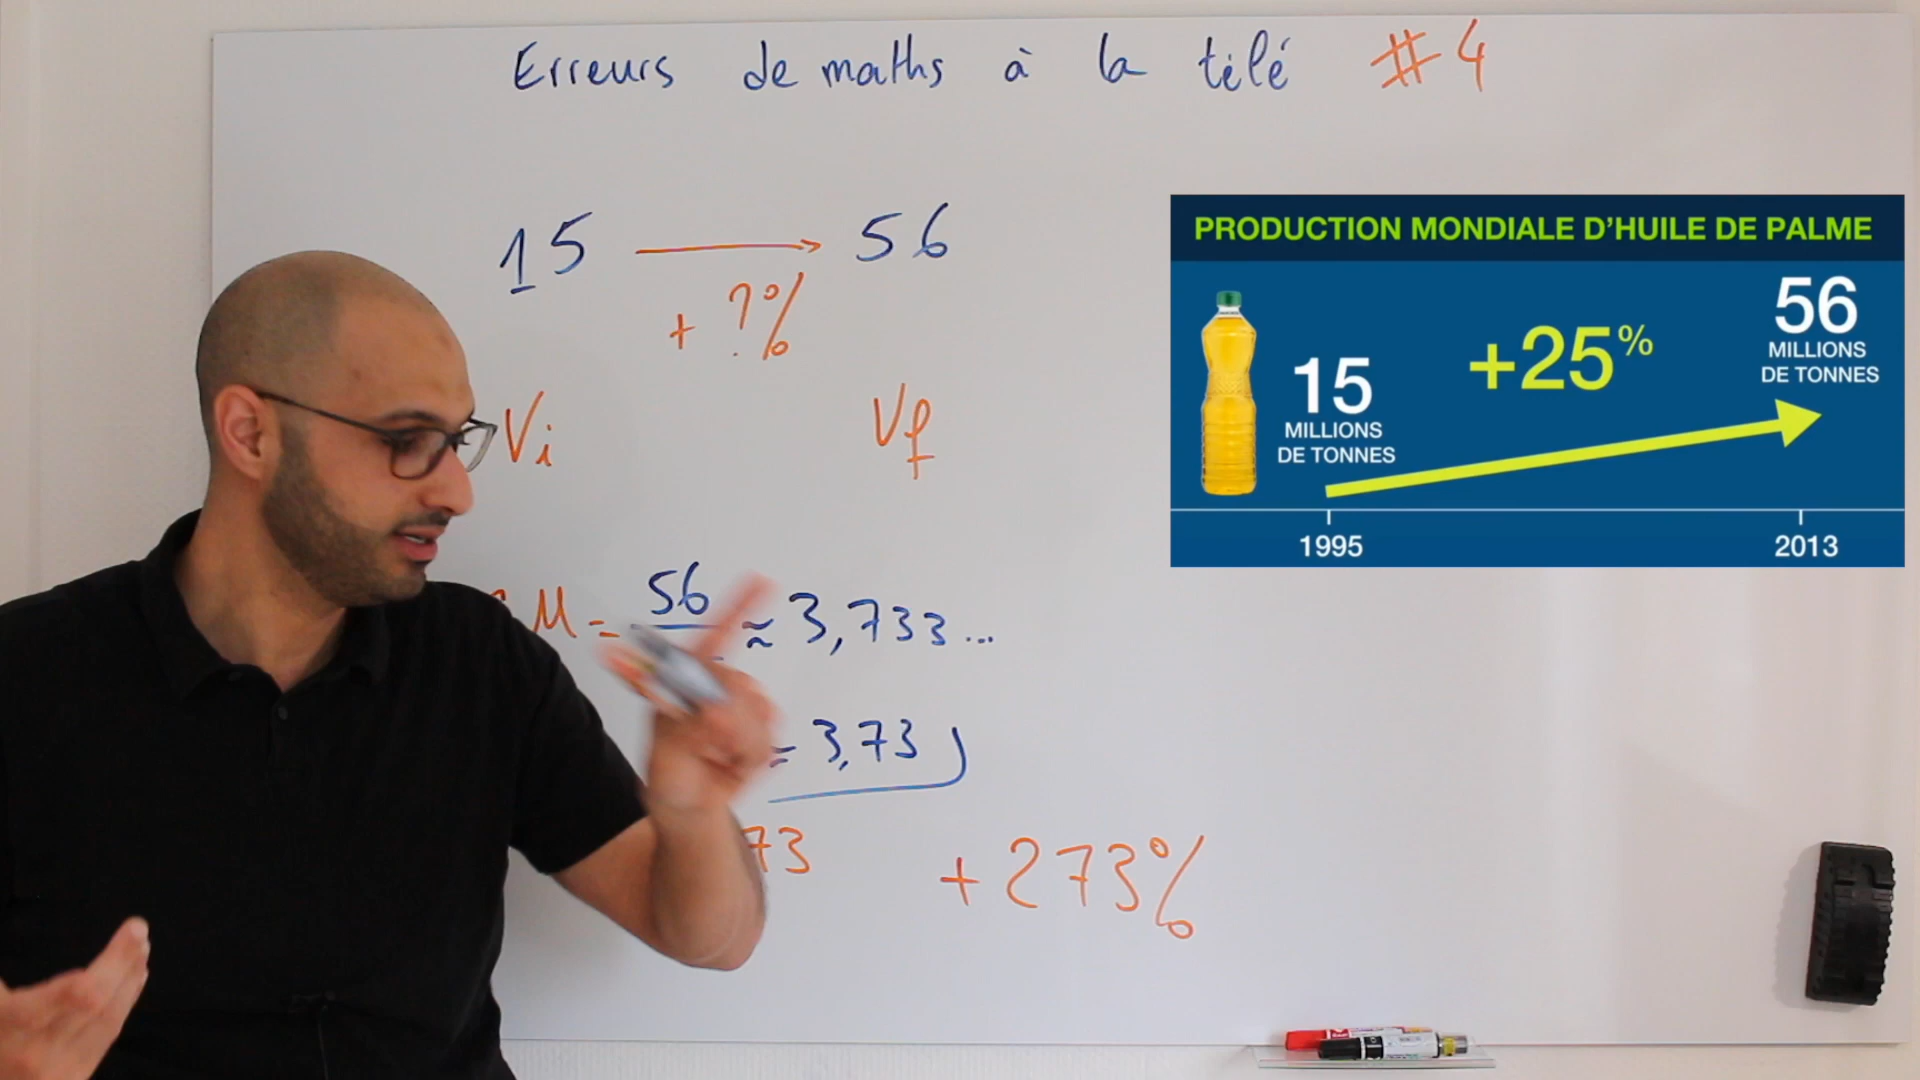 Erreurs de maths à la télé #4
15 → 56
+ ?%
Vi Vf
M = 56 ≈ 3,733...
= 3,73
73 + 273%
PRODUCTION MONDIALE D'HUILE DE PALME
15
MILLIONS
DE TONNES
+25%
56
MILLIONS
DE TONNES
1995 2013